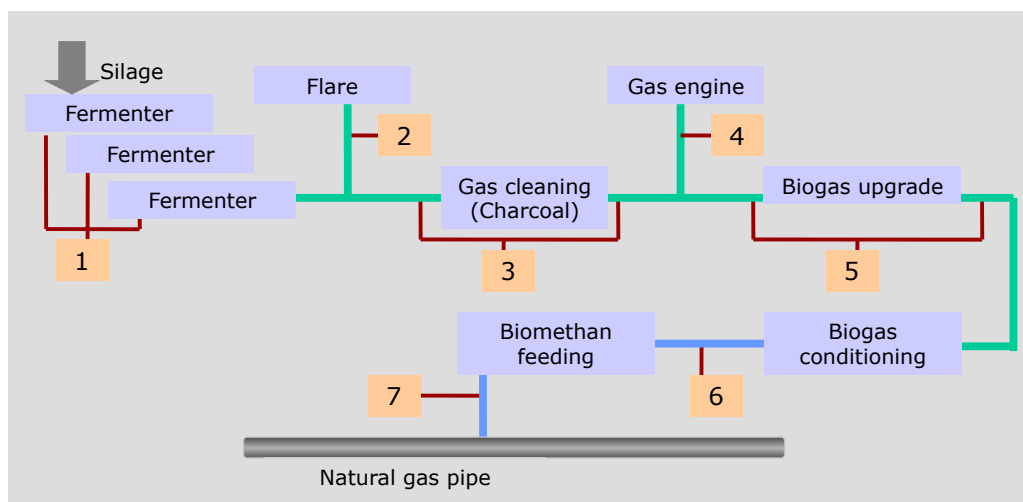 Silage
Fermenter
Fermenter
Fermenter
1
Flare
2
Gas cleaning
(Charcoal)
3
Gas engine
4
Biogas upgrade
5
Biogas
conditioning
6
Biomethan
feeding
7
Natural gas pipe